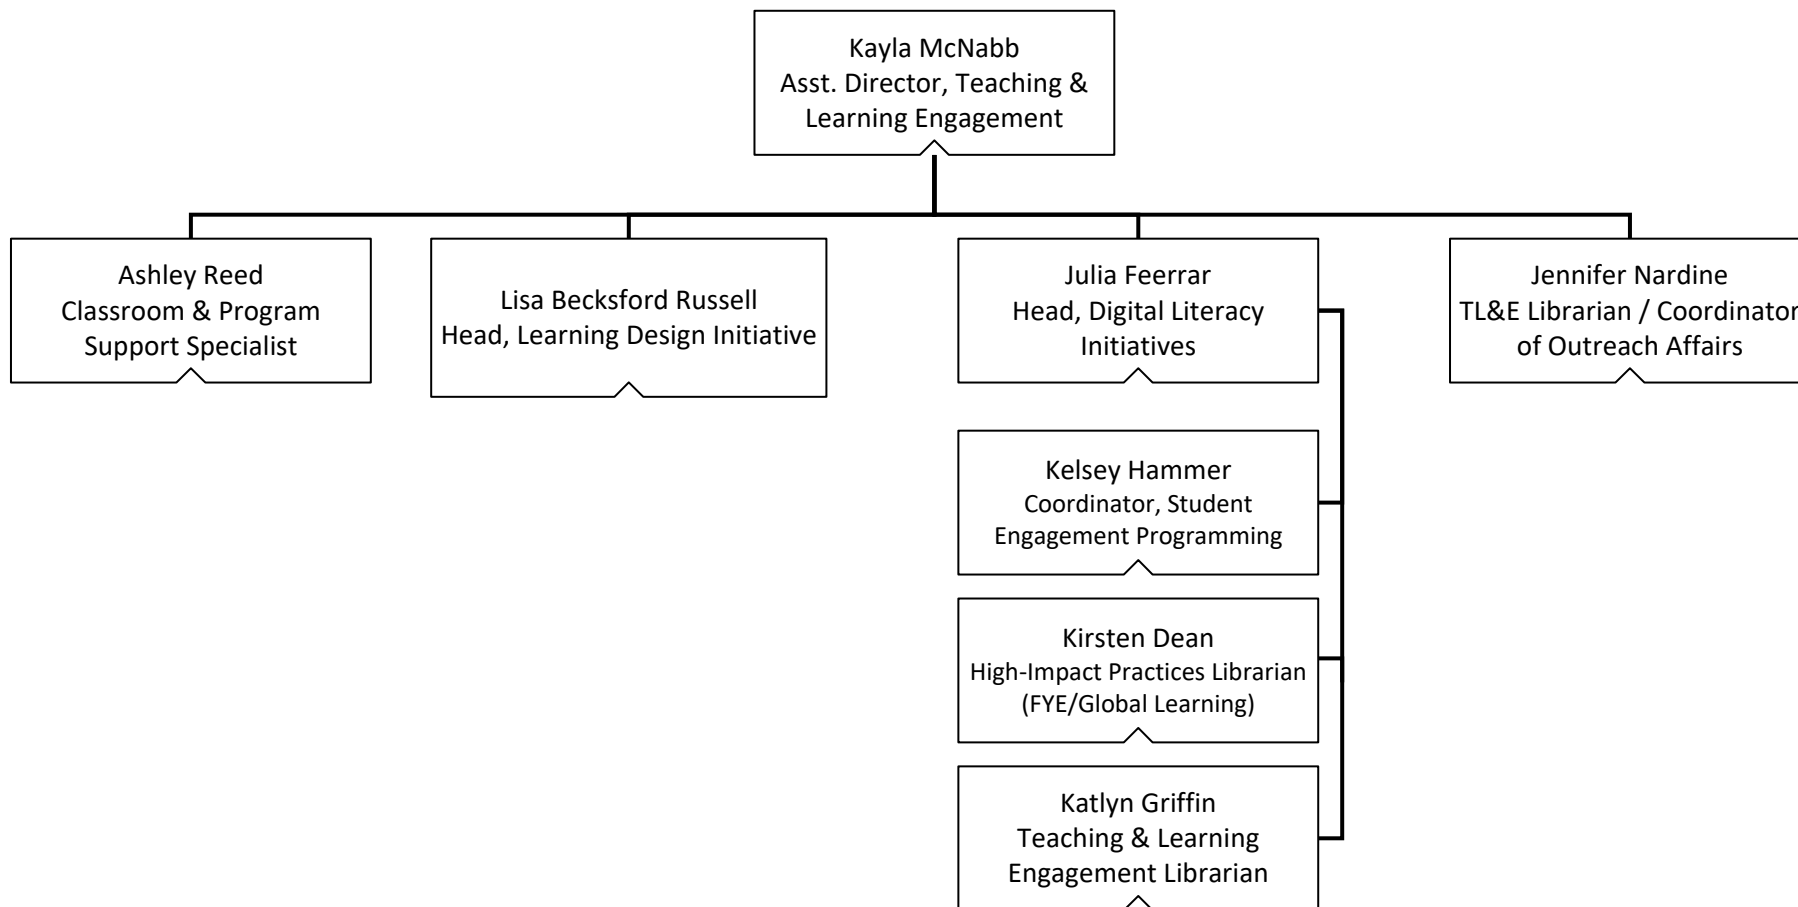 Kayla McNabb
Asst. Director, Teaching &
Learning Engagement
Ashley Reed
Classroom & Program
Support Specialist
Lisa Becksford Russell
Head, Learning Design Initiative
Julia Feerrar
Head, Digital Literacy
Initiatives
Jennifer Nardine
TL&E Librarian / Coordinator
of Outreach Affairs
Kelsey Hammer
Coordinator, Student
Engagement Programming
Kirsten Dean
High-Impact Practices Librarian
(FYE/Global Learning)
Katlyn Griffin
Teaching & Learning
Engagement Librarian